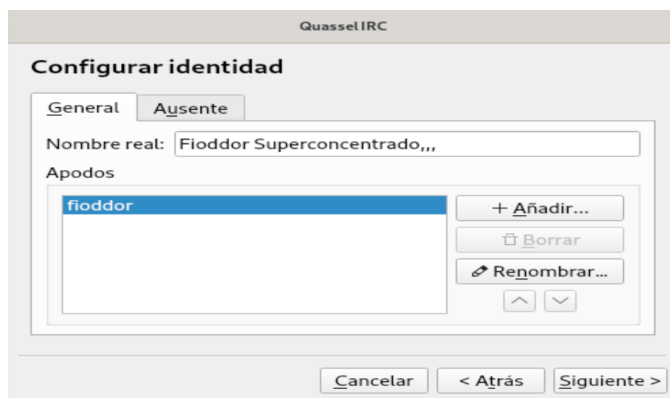 Quassel IRC
Configurar identidad
General Ausente
Nombre real: Fioddor Superconcentrado,,,
Apodos
fioddor
+ Añadir...
Borrar
Renombrar...
Cancelar < Atrás Siguiente >